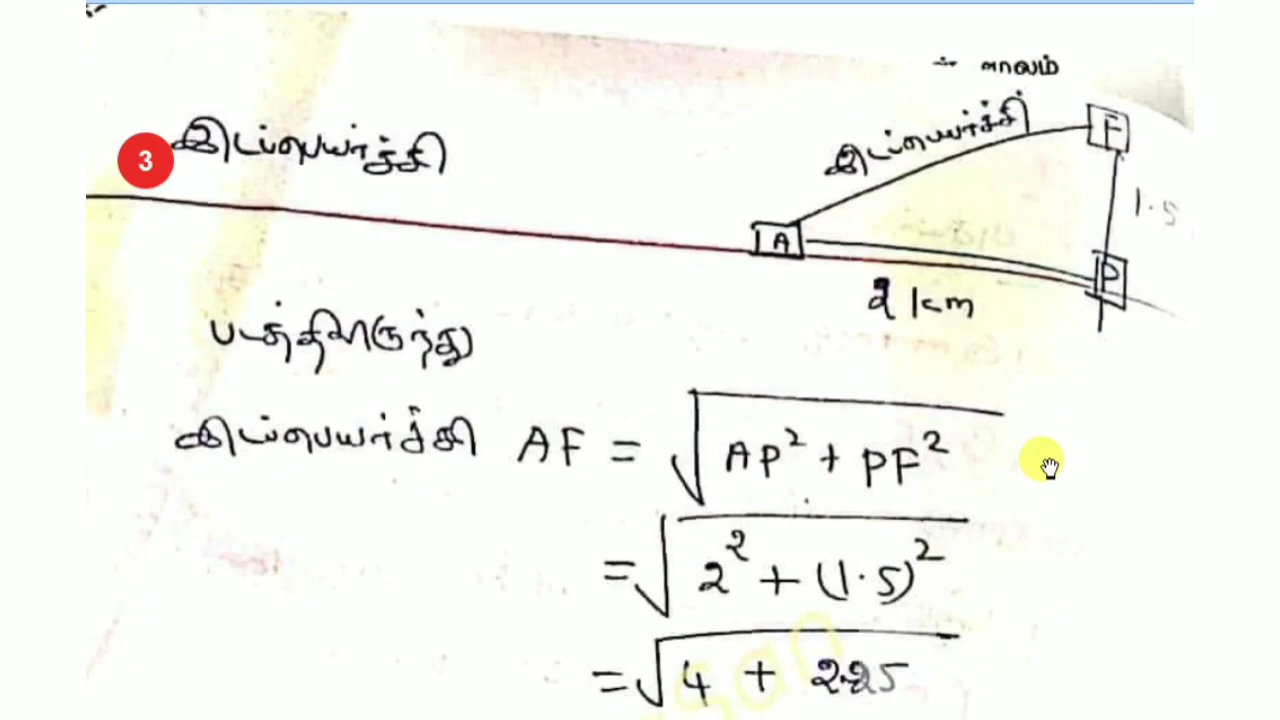 காலம்
3 இடப்பெயர்ச்சி
இடப்பெயர்ச்சி
F
1.5
A
P
2 km
படத்திலிருந்து
இடப்பெயர்ச்சி AF = √AP² + PF²
= √2² + (1.5)²
= √4 + 2.25